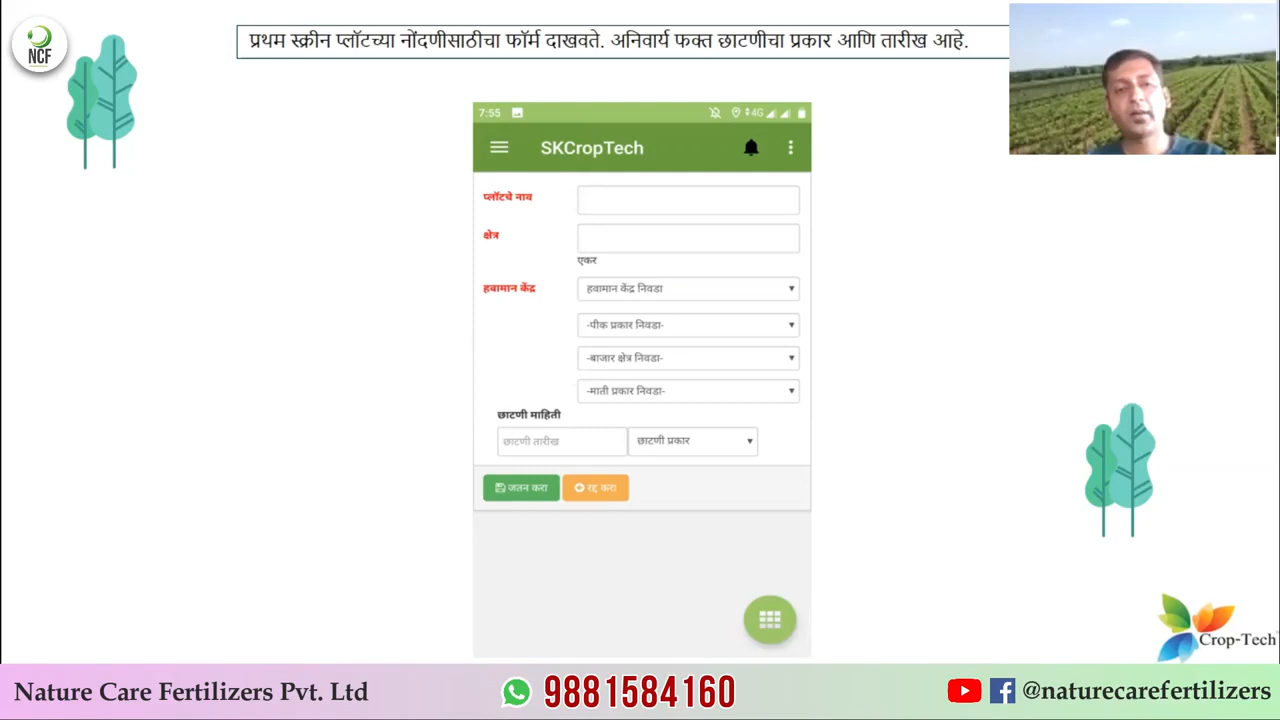 NCF
प्रथम स्क्रीन प्लॉटच्या नोंदणीसाठीचा फॉर्म दाखवते. अनिवार्य फक्त छाटणीचा प्रकार आणि तारीख आहे.
7:55 4G
SKCropTech
प्लॉटचे नाव
क्षेत्र
एकर
हवामान केंद्र हवामान केंद्र निवडा
-पीक प्रकार निवडा-
-बाजार क्षेत्र निवडा-
-माती प्रकार निवडा-
छाटणी माहिती
छाटणी तारीख छाटणी प्रकार
जतन करा रद्द करा
Crop-Tech
Nature Care Fertilizers Pvt. Ltd 9881584160 @naturecarefertilizers